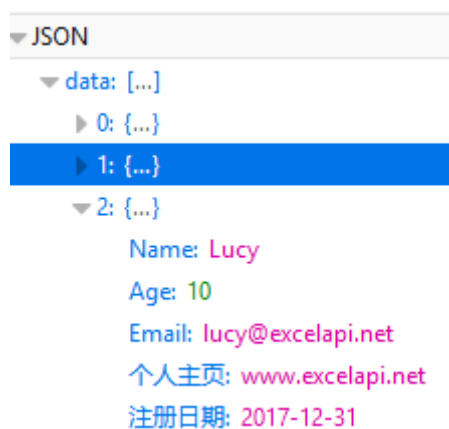 JSON
data: [...]
0: {...}
1: {...}
2: {...}
Name: Lucy
Age: 10
Email: lucy@excelapi.net
个人主页: www.excelapi.net
注册日期: 2017-12-31